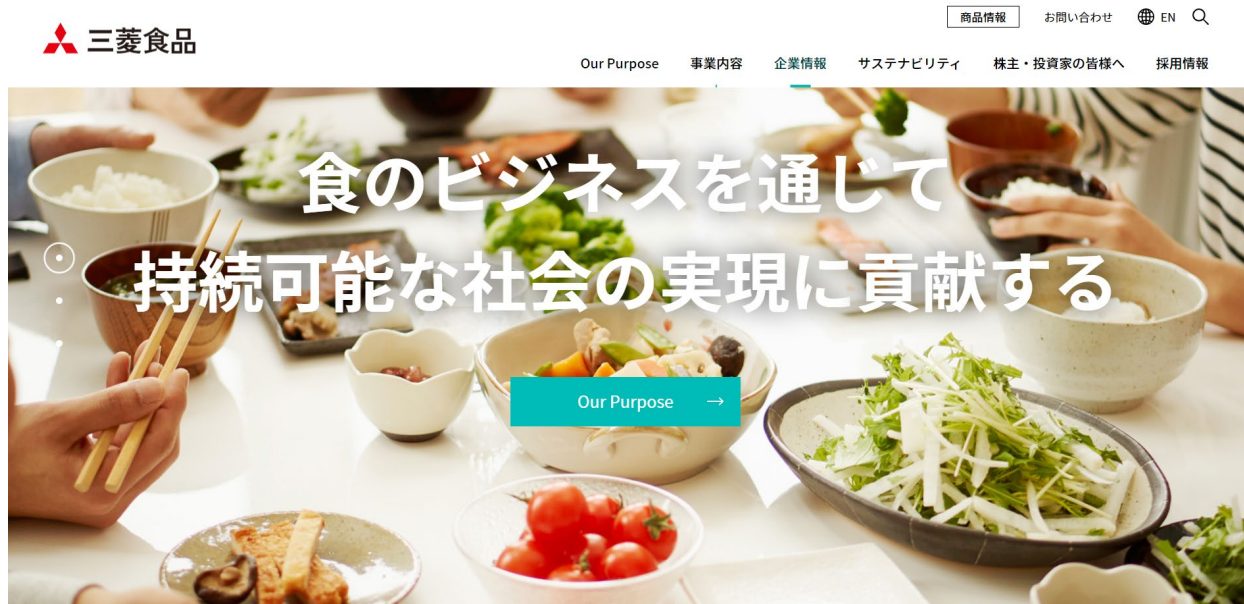 三菱食品
商品情報
お問い合わせ
EN
Our Purpose
事業内容
企業情報
サステナビリティ
株主・投資家の皆様へ
採用情報
食のビジネスを通じて
持続可能な社会の実現に貢献する
Our Purpose